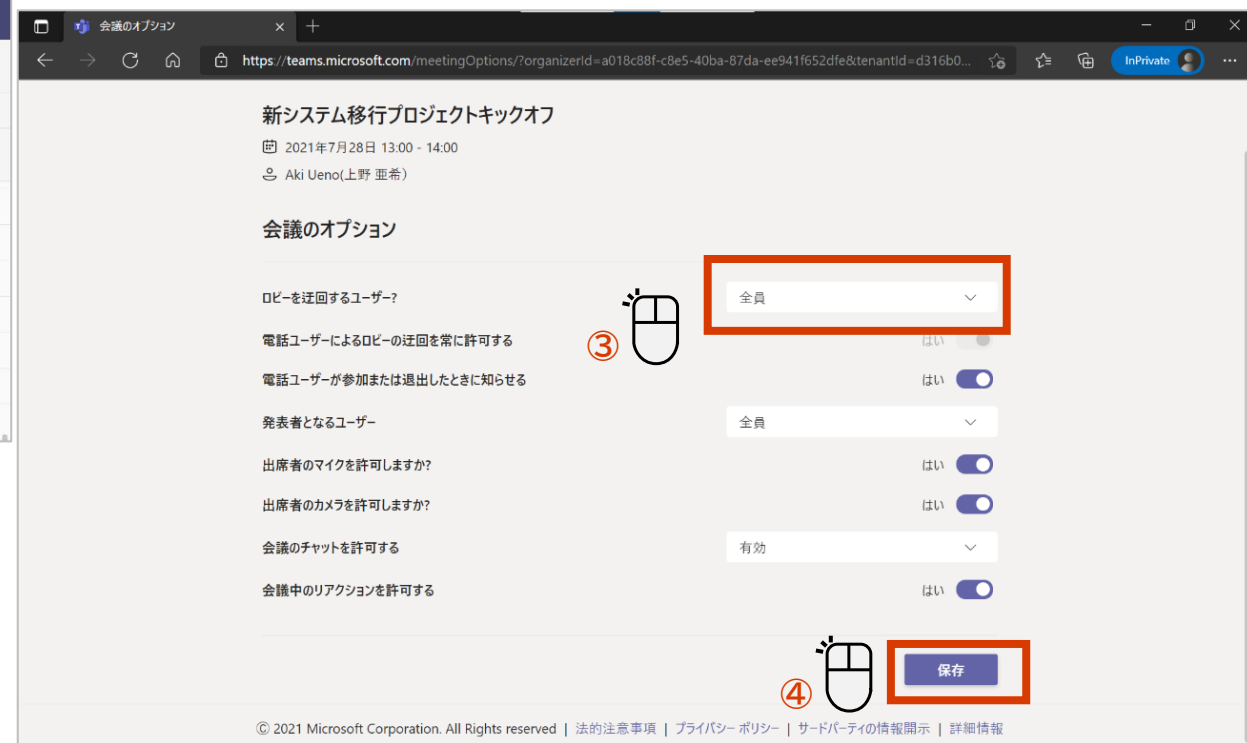 会議のオプション
https://teams.microsoft.com/meetingOptions/?organizerId=a018c88f-c8e5-40ba-87da-ee941f652dfe&tenantId=d316b0...
InPrivate
新システム移行プロジェクトキックオフ
2021年7月28日 13:00 - 14:00
Aki Ueno(上野 亜希)
会議のオプション
ロビーを迂回するユーザー? 全員
③
電話ユーザーによるロビーの迂回を常に許可する はい
電話ユーザーが参加または退出したときに知らせる はい
発表者となるユーザー 全員
出席者のマイクを許可しますか? はい
出席者のカメラを許可しますか? はい
会議のチャットを許可する 有効
会議中のリアクションを許可する はい
④ 保存
© 2021 Microsoft Corporation. All Rights reserved | 法的注意事項 | プライバシー ポリシー | サードパーティの情報開示 | 詳細情報